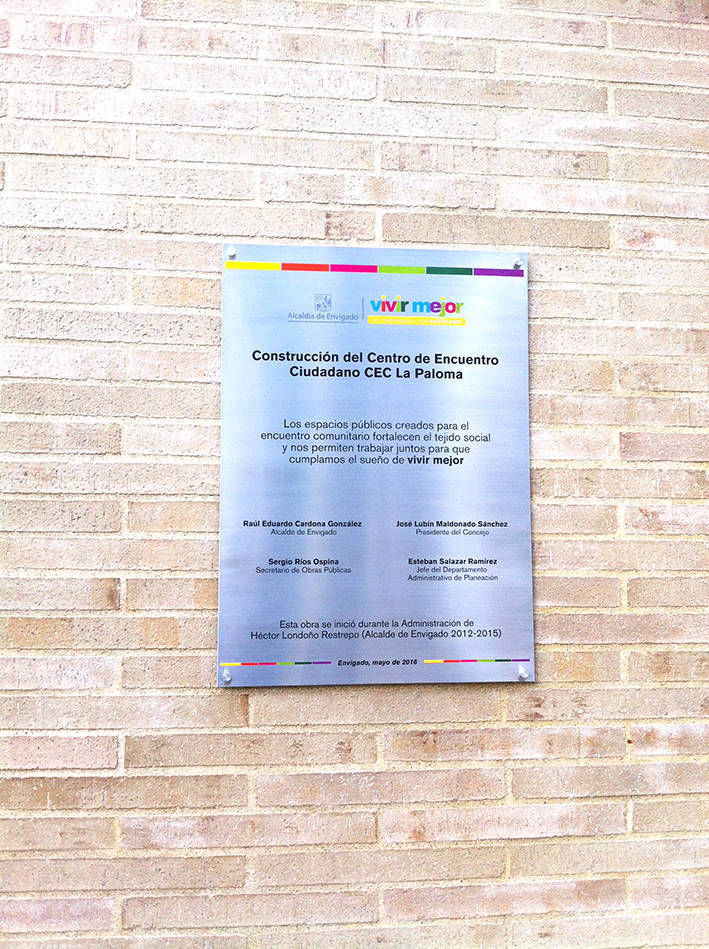 Alcaldía de Envigado
vivir mejor
Construcción del Centro de Encuentro
Ciudadano CEC La Paloma
Los espacios públicos creados para el
encuentro comunitario fortalecen el tejido social
y nos permiten trabajar juntos para que
cumplamos el sueño de vivir mejor
Raúl Eduardo Cardona González
Alcalde de Envigado
José Lubín Maldonado Sánchez
Presidente del Concejo
Sergio Ríos Ospina
Secretario de Obras Públicas
Esteban Salazar Ramírez
Jefe del Departamento
Administrativo de Planeación
Esta obra se inició durante la Administración de
Héctor Londoño Restrepo (Alcalde de Envigado 2012-2015)
Envigado, mayo de 2016